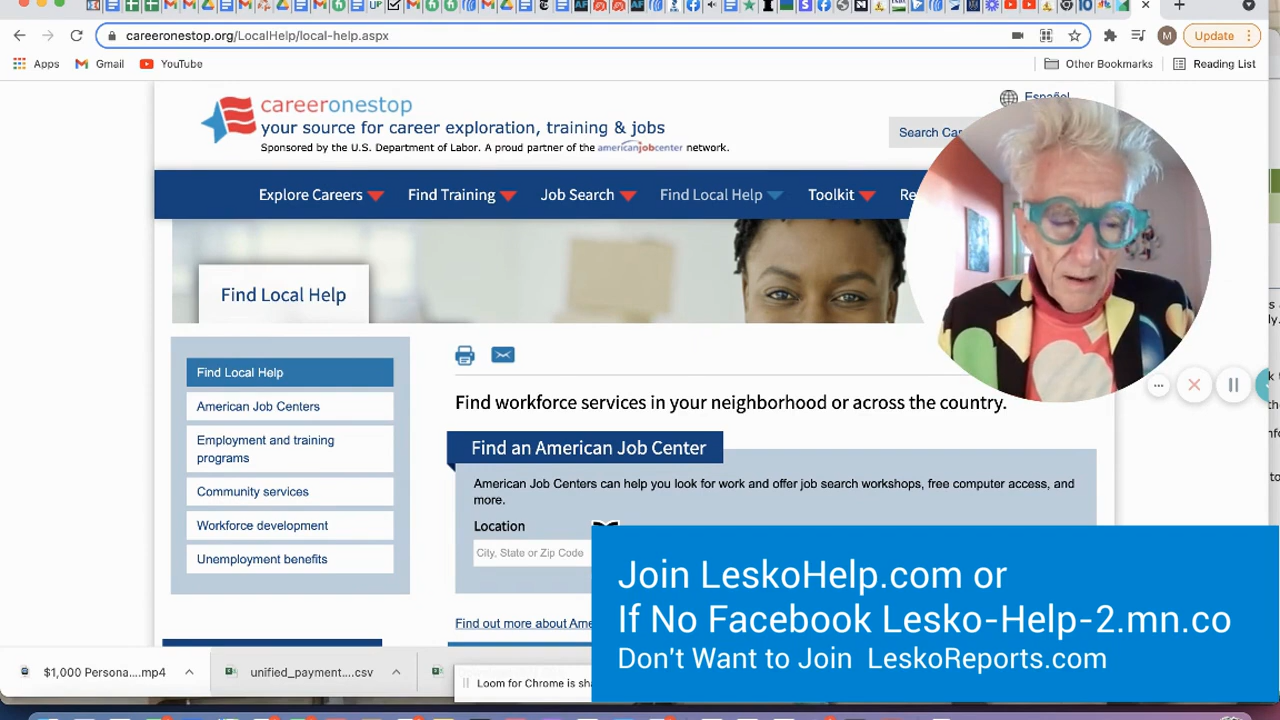 careeronestop.org/LocalHelp/local-help.aspx
M
Update
Apps
Gmail
YouTube
Other Bookmarks
Reading List
careeronestop
your source for career exploration, training & jobs
Sponsored by the U.S. Department of Labor. A proud partner of the americanjobcenter network.
Español
Search
Explore Careers
Find Training
Job Search
Find Local Help
Toolkit
Find Local Help
Find Local Help
American Job Centers
Employment and training
programs
Community services
Workforce development
Unemployment benefits
Find workforce services in your neighborhood or across the country.
Find an American Job Center
American Job Centers can help you look for work and offer job search workshops, free computer access, and
more.
Location
City, State or Zip Code
Find out more about
Join LeskoHelp.com or
If No Facebook Lesko-Help-2.mn.co
Don't Want to Join LeskoReports.com
$1,000 Persona....mp4
unified_payment....csv
Loom for Chrome is